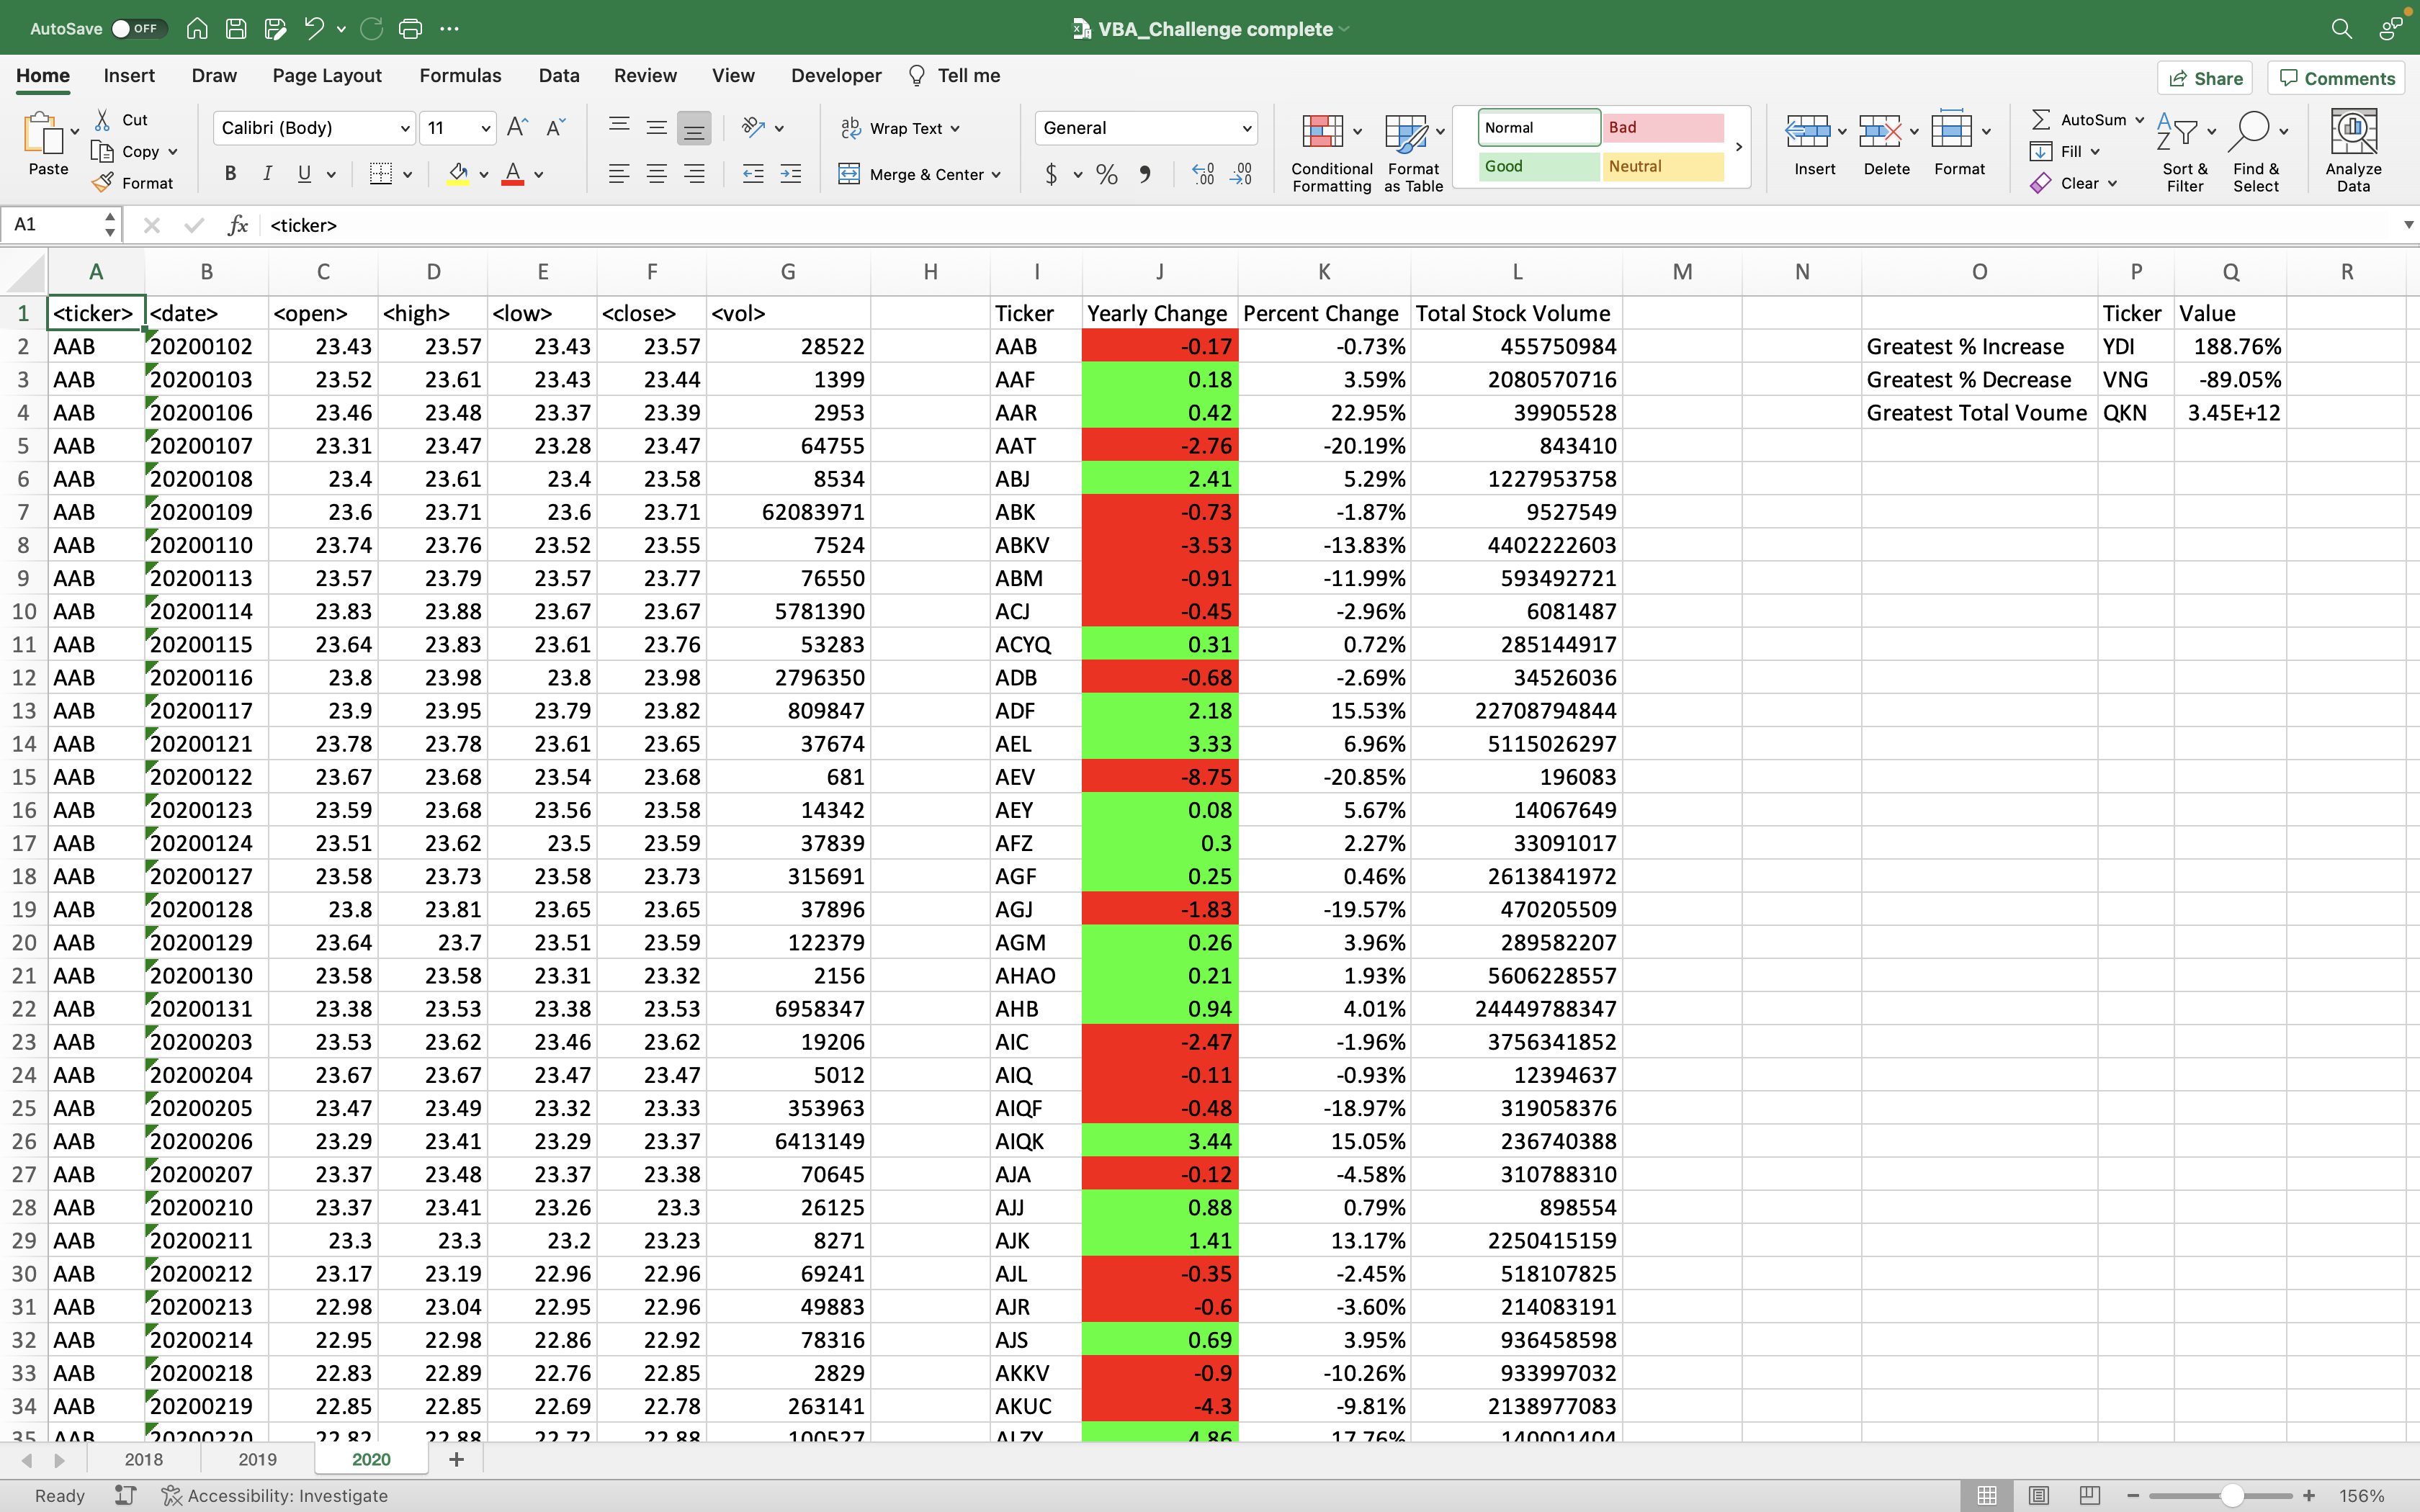 AutoSave OFF VBA_Challenge complete
Home Insert Draw Page Layout Formulas Data Review View Developer Tell me Share Comments
Paste Cut Copy Format Calibri (Body) 11 Wrap Text Merge & Center General Conditional Formatting Format as Table Normal Bad Good Neutral Insert Delete Format AutoSum Fill Clear Sort & Filter Find & Select Analyze Data
A1 fx <ticker>
A B C D E F G H I J K L M N O P Q R
1 <ticker> <date> <open> <high> <low> <close> <vol> Ticker Yearly Change Percent Change Total Stock Volume Ticker Value
2 AAB 20200102 23.43 23.57 23.43 23.57 28522 AAB -0.17 -0.73% 455750984 Greatest % Increase YDI 188.76%
3 AAB 20200103 23.52 23.61 23.43 23.44 1399 AAF 0.18 3.59% 2080570716 Greatest % Decrease VNG -89.05%
4 AAB 20200106 23.46 23.48 23.37 23.39 2953 AAR 0.42 22.95% 39905528 Greatest Total Voume QKN 3.45E+12
5 AAB 20200107 23.31 23.47 23.28 23.47 64755 AAT -2.76 -20.19% 843410
6 AAB 20200108 23.4 23.61 23.4 23.58 8534 ABJ 2.41 5.29% 1227953758
7 AAB 20200109 23.6 23.71 23.6 23.71 62083971 ABK -0.73 -1.87% 9527549
8 AAB 20200110 23.74 23.76 23.52 23.55 7524 ABKV -3.53 -13.83% 4402222603
9 AAB 20200113 23.57 23.79 23.57 23.77 76550 ABM -0.91 -11.99% 593492721
10 AAB 20200114 23.83 23.88 23.67 23.67 5781390 ACJ -0.45 -2.96% 6081487
11 AAB 20200115 23.64 23.83 23.61 23.76 53283 ACYQ 0.31 0.72% 285144917
12 AAB 20200116 23.8 23.98 23.8 23.98 2796350 ADB -0.68 -2.69% 34526036
13 AAB 20200117 23.9 23.95 23.79 23.82 809847 ADF 2.18 15.53% 22708794844
14 AAB 20200121 23.78 23.78 23.61 23.65 37674 AEL 3.33 6.96% 5115026297
15 AAB 20200122 23.67 23.68 23.54 23.68 681 AEV -8.75 -20.85% 196083
16 AAB 20200123 23.59 23.68 23.56 23.58 14342 AEY 0.08 5.67% 14067649
17 AAB 20200124 23.51 23.62 23.5 23.59 37839 AFZ 0.3 2.27% 33091017
18 AAB 20200127 23.58 23.73 23.58 23.73 315691 AGF 0.25 0.46% 2613841972
19 AAB 20200128 23.8 23.81 23.65 23.65 37896 AGJ -1.83 -19.57% 470205509
20 AAB 20200129 23.64 23.7 23.51 23.59 122379 AGM 0.26 3.96% 289582207
21 AAB 20200130 23.58 23.58 23.31 23.32 2156 AHAO 0.21 1.93% 5606228557
22 AAB 20200131 23.38 23.53 23.38 23.53 6958347 AHB 0.94 4.01% 24449788347
23 AAB 20200203 23.53 23.62 23.46 23.62 19206 AIC -2.47 -1.96% 3756341852
24 AAB 20200204 23.67 23.67 23.47 23.47 5012 AIQ -0.11 -0.93% 12394637
25 AAB 20200205 23.47 23.49 23.32 23.33 353963 AIQF -0.48 -18.97% 319058376
26 AAB 20200206 23.29 23.41 23.29 23.37 6413149 AIQK 3.44 15.05% 236740388
27 AAB 20200207 23.37 23.48 23.37 23.38 70645 AJA -0.12 -4.58% 310788310
28 AAB 20200210 23.37 23.41 23.26 23.3 26125 AJJ 0.88 0.79% 898554
29 AAB 20200211 23.3 23.3 23.2 23.23 8271 AJK 1.41 13.17% 2250415159
30 AAB 20200212 23.17 23.19 22.96 22.96 69241 AJL -0.35 -2.45% 518107825
31 AAB 20200213 22.98 23.04 22.95 22.96 49883 AJR -0.6 -3.60% 214083191
32 AAB 20200214 22.95 22.98 22.86 22.92 78316 AJS 0.69 3.95% 936458598
33 AAB 20200218 22.83 22.89 22.76 22.85 2829 AKKV -0.9 -10.26% 933997032
34 AAB 20200219 22.85 22.85 22.69 22.78 263141 AKUC -4.3 -9.81% 2138977083
35 AAB 20200220 22.82 22.88 22.72 22.88 100527 ALZY 4.86 17.76% 140001404
2018 2019 2020 +
Ready Accessibility: Investigate 156%